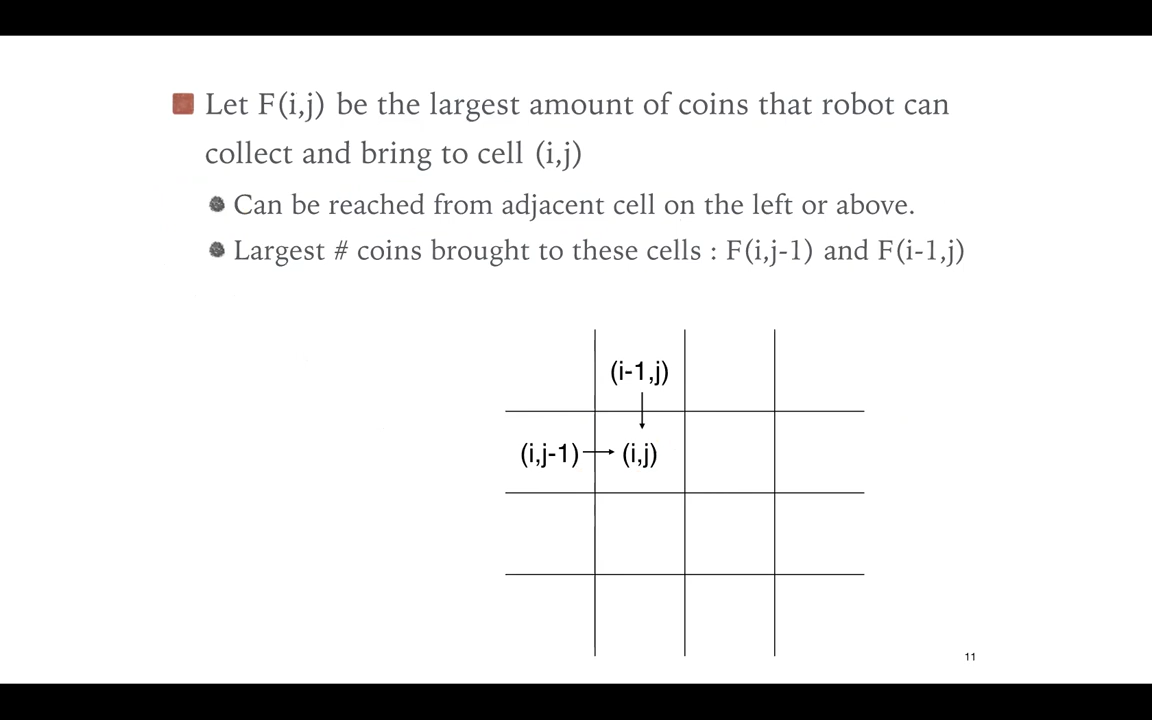 Let F(i,j) be the largest amount of coins that robot can
collect and bring to cell (i,j)
Can be reached from adjacent cell on the left or above.
Largest # coins brought to these cells : F(i,j-1) and F(i-1,j)
(i-1,j)
(i,j-1) (i,j)
11